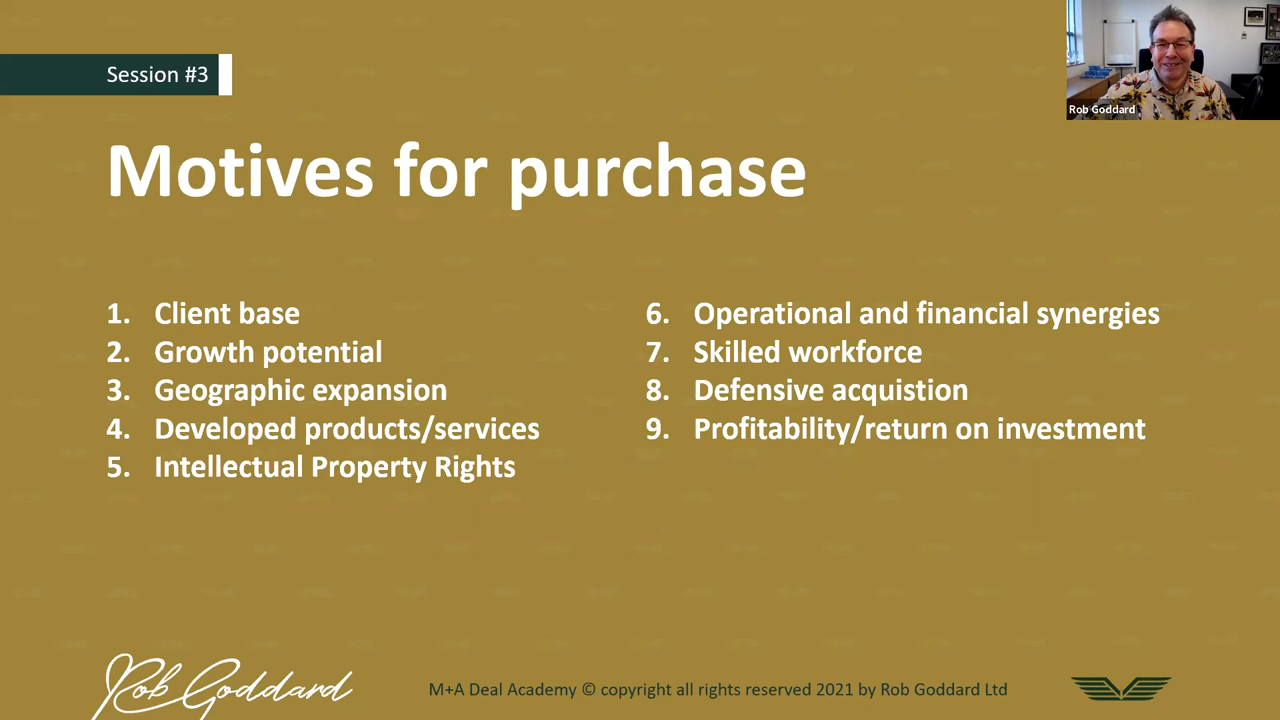 Session #3
Rob Goddard
Motives for purchase
1. Client base
2. Growth potential
3. Geographic expansion
4. Developed products/services
5. Intellectual Property Rights
6. Operational and financial synergies
7. Skilled workforce
8. Defensive acquistion
9. Profitability/return on investment
Rob Goddard
M+A Deal Academy © copyright all rights reserved 2021 by Rob Goddard Ltd